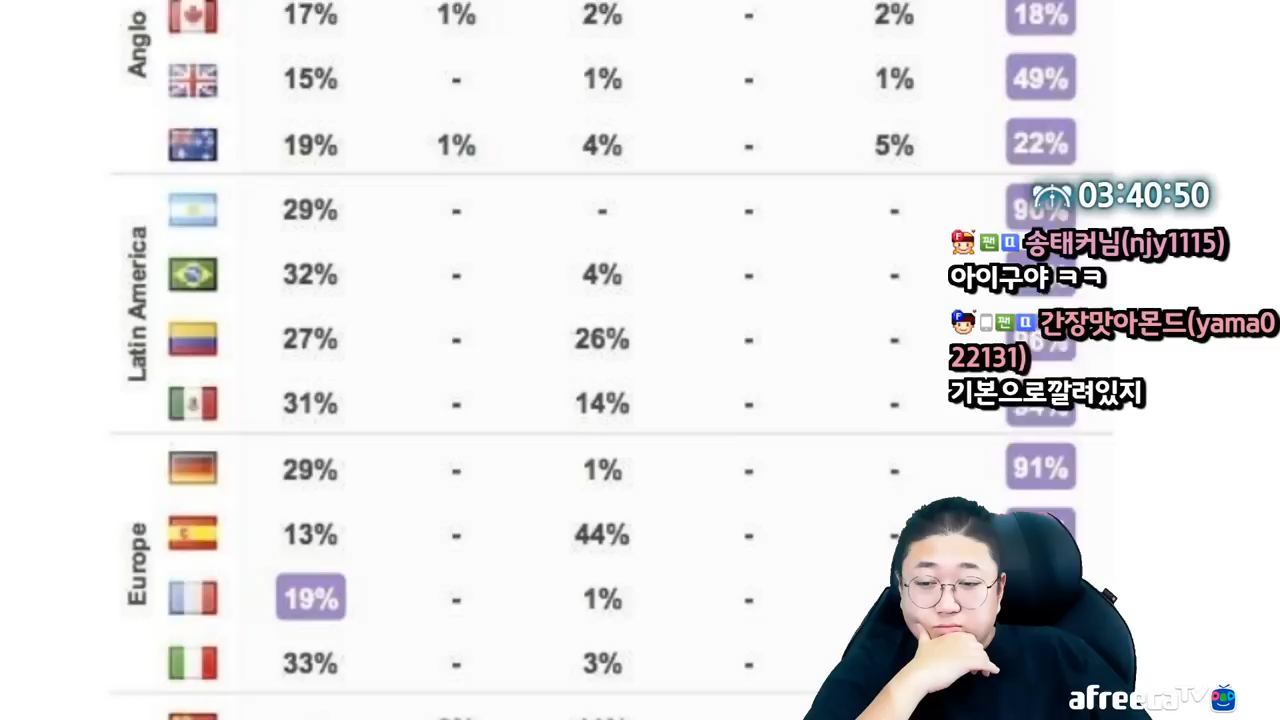 Anglo
17% 1% 2% - 2% 18%
15% - 1% - 1% 49%
19% 1% 4% - 5% 22%
Latin America
29% - - - -
32% - 4% - -
27% - 26% - -
31% - 14% - -
Europe
29% - 1% - - 91%
13% - 44% - -
19% - 1% -
33% - 3% -
03:40:50
송태커님(njy1115)
아이구야 ㅋㅋ
간장맛아몬드(yama0
22131)
기본으로깔려있지
afreecaTV